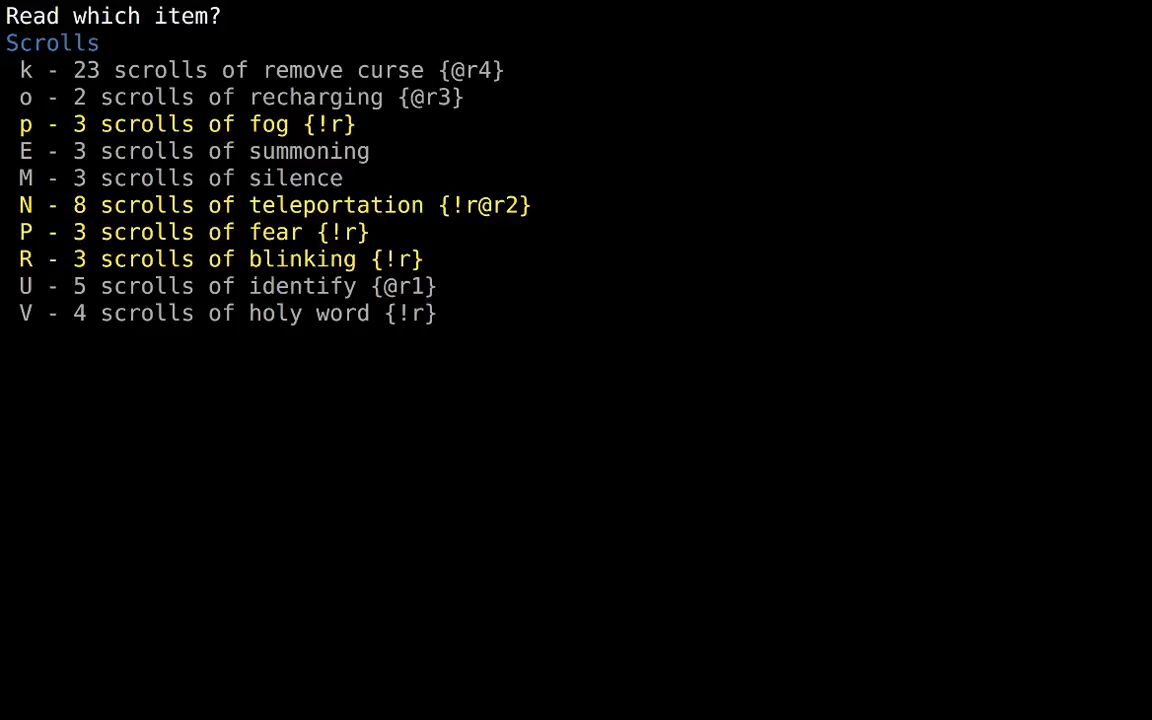 Read which item?
Scrolls
k - 23 scrolls of remove curse {@r4}
o - 2 scrolls of recharging {@r3}
p - 3 scrolls of fog {!r}
E - 3 scrolls of summoning
M - 3 scrolls of silence
N - 8 scrolls of teleportation {!r@r2}
P - 3 scrolls of fear {!r}
R - 3 scrolls of blinking {!r}
U - 5 scrolls of identify {@r1}
V - 4 scrolls of holy word {!r}